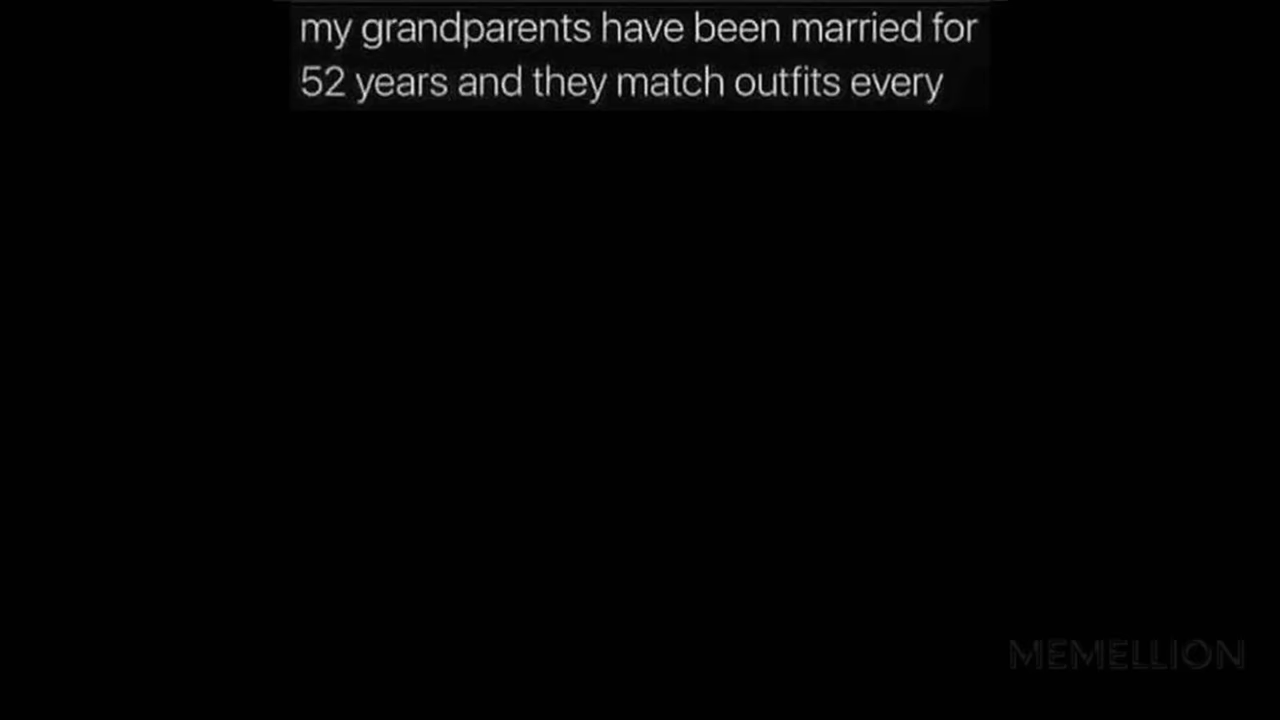 my grandparents have been married for
52 years and they match outfits every
MEMELLION